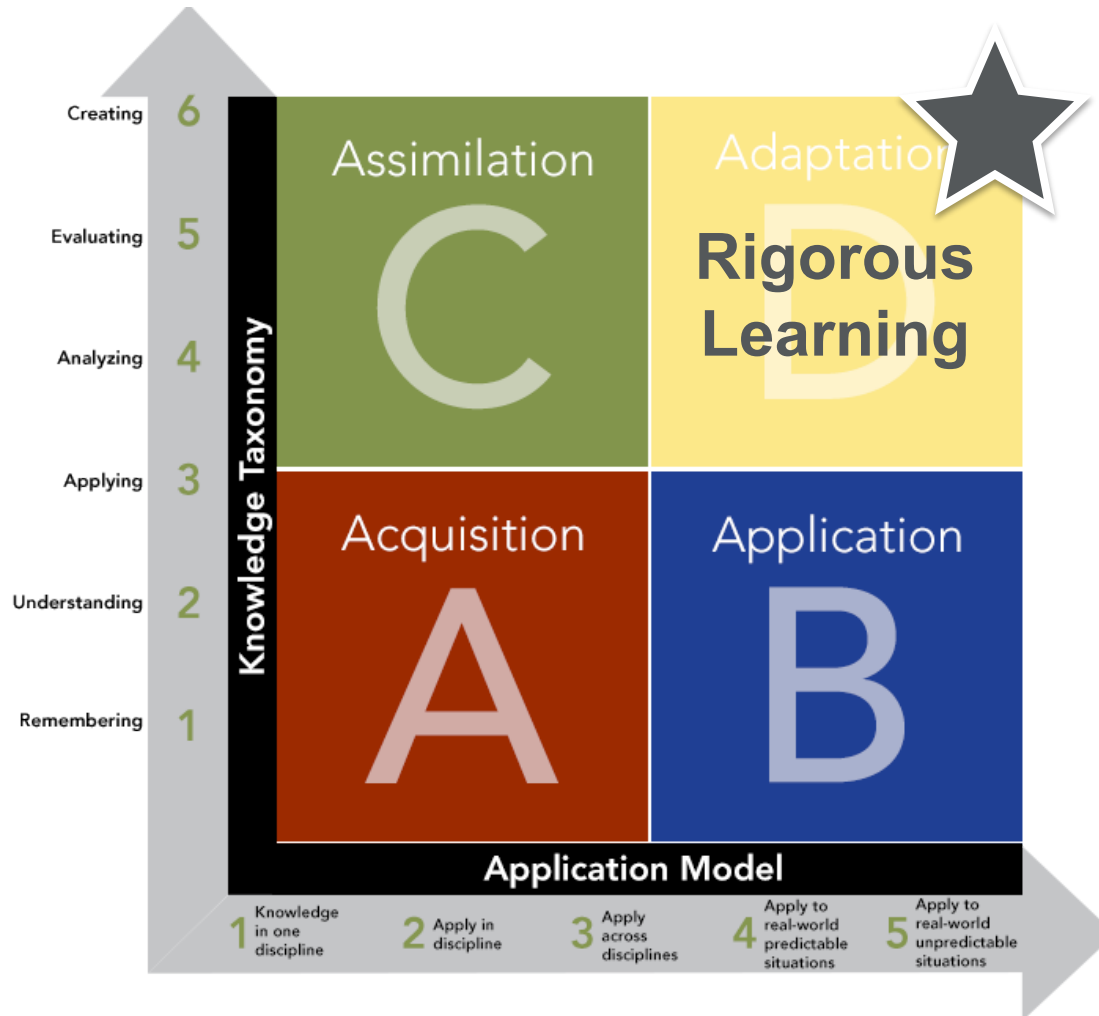 Creating
6
Evaluating
5
Analyzing
4
Applying
3
Understanding
2
Remembering
1
Knowledge Taxonomy
Assimilation
C
Adaptation
D
Rigorous
Learning
Acquisition
A
Application
B
Application Model
1
Knowledge
in one
discipline
2
Apply in
discipline
3
Apply
across
disciplines
4
Apply to
real-world
predictable
situations
5
Apply to
real-world
unpredictable
situations